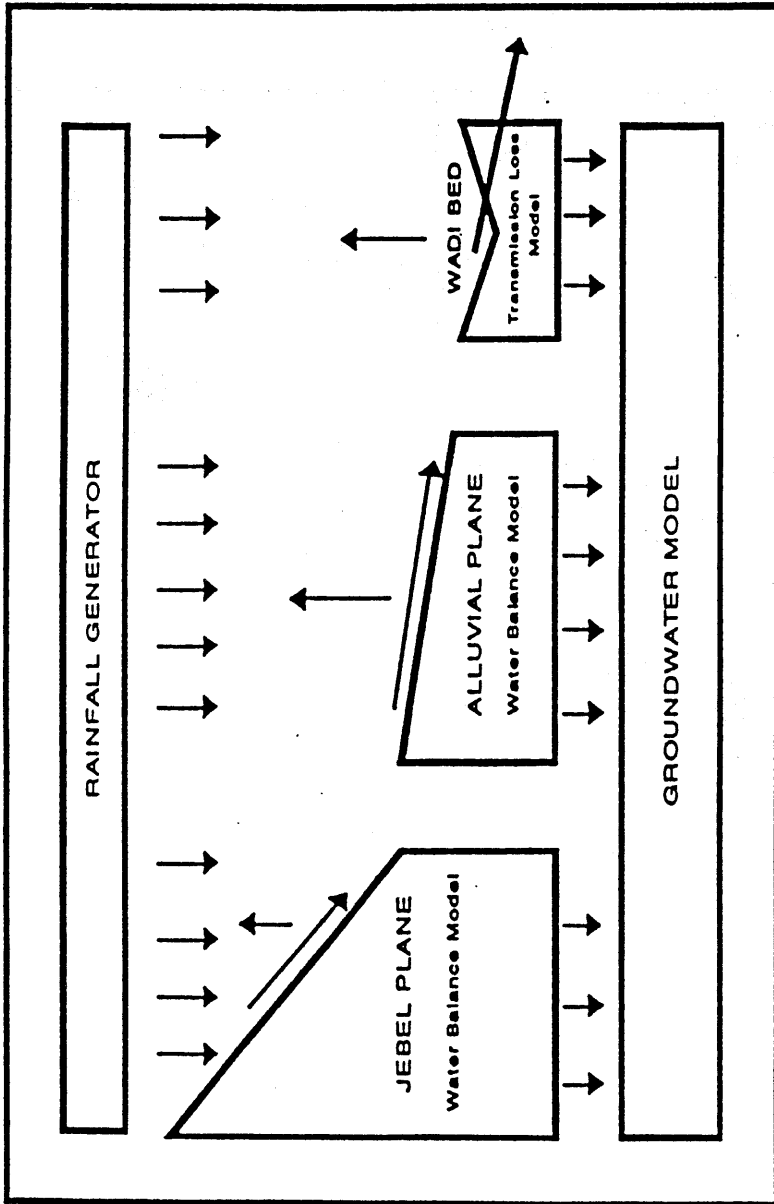 RAINFALL GENERATOR
JEBEL PLANE
Water Balance Model
ALLUVIAL PLANE
Water Balance Model
WADI BED
Transmission Loss
Model
GROUNDWATER MODEL